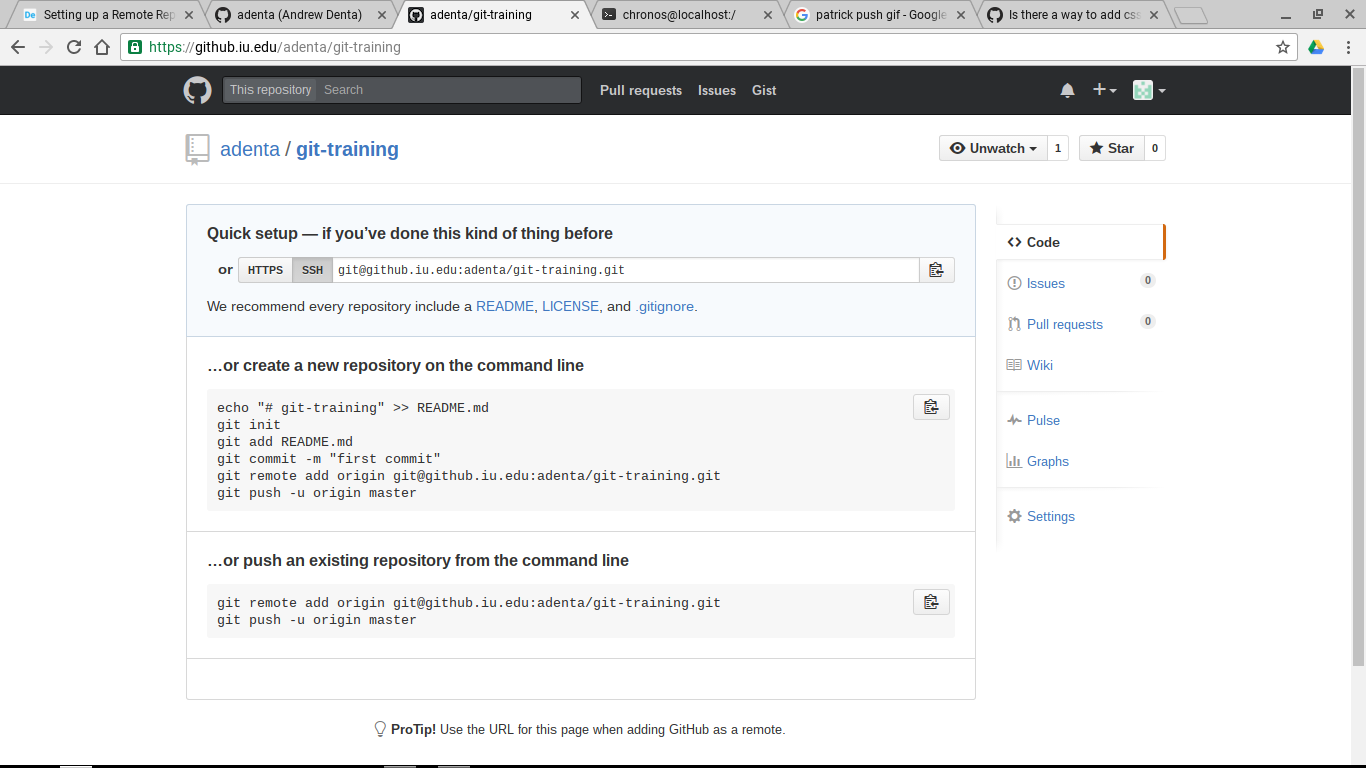 De Setting up a Remote Rep
adenta (Andrew Denta)
adenta/git-training
chronos@localhost:/
patrick push gif - Google
Is there a way to add css
https://github.iu.edu/adenta/git-training
This repository Search Pull requests Issues Gist
adenta / git-training Unwatch 1 Star 0
Quick setup — if you’ve done this kind of thing before
or HTTPS SSH git@github.iu.edu:adenta/git-training.git
We recommend every repository include a README, LICENSE, and .gitignore.
…or create a new repository on the command line
echo "# git-training" >> README.md
git init
git add README.md
git commit -m "first commit"
git remote add origin git@github.iu.edu:adenta/git-training.git
git push -u origin master
…or push an existing repository from the command line
git remote add origin git@github.iu.edu:adenta/git-training.git
git push -u origin master
Code
Issues 0
Pull requests 0
Wiki
Pulse
Graphs
Settings
ProTip! Use the URL for this page when adding GitHub as a remote.